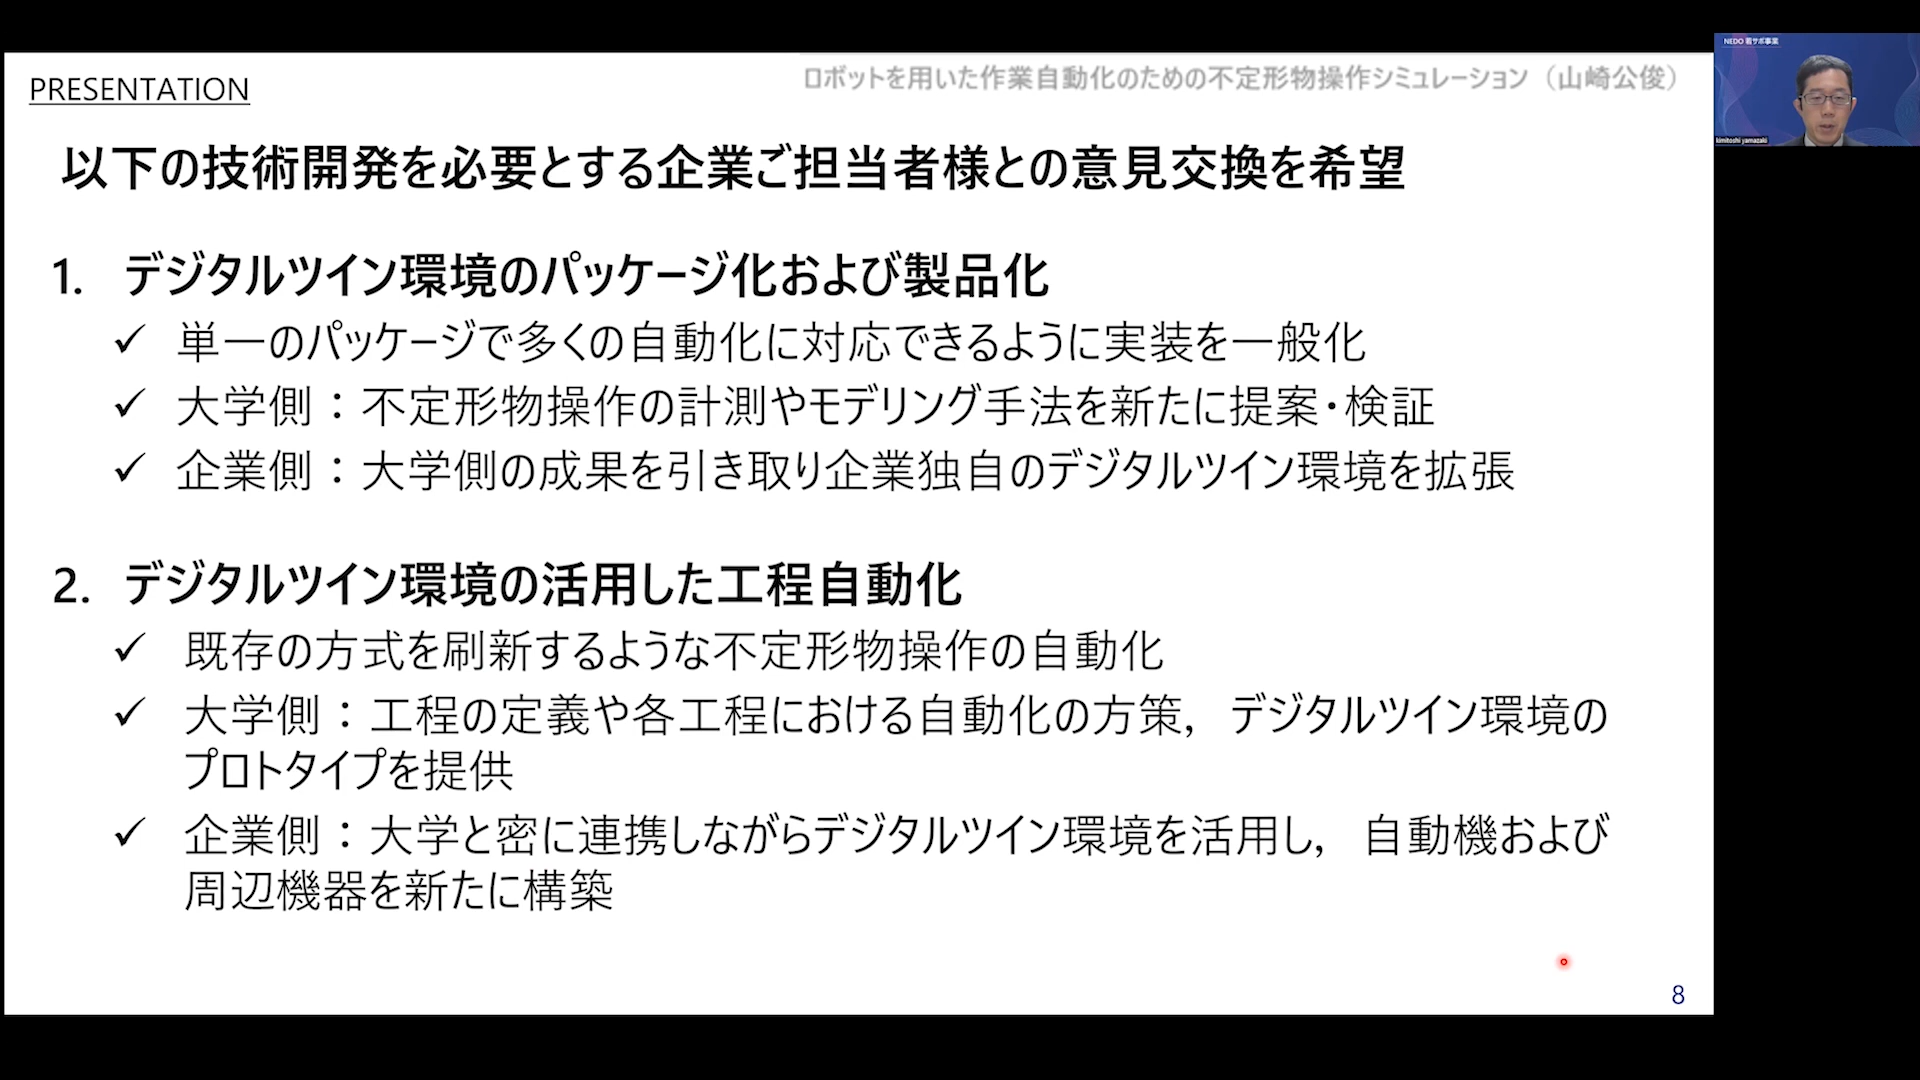 PRESENTATION
ロボットを用いた作業自動化のための不定形物操作シミュレーション（山崎公俊）
以下の技術開発を必要とする企業ご担当者様との意見交換を希望
1. デジタルツイン環境のパッケージ化および製品化
✓ 単一のパッケージで多くの自動化に対応できるように実装を一般化
✓ 大学側：不定形物操作の計測やモデリング手法を新たに提案・検証
✓ 企業側：大学側の成果を引き取り企業独自のデジタルツイン環境を拡張
2. デジタルツイン環境の活用した工程自動化
✓ 既存の方式を刷新するような不定形物操作の自動化
✓ 大学側：工程の定義や各工程における自動化の方策，デジタルツイン環境の
プロトタイプを提供
✓ 企業側：大学と密に連携しながらデジタルツイン環境を活用し，自動機および
周辺機器を新たに構築
8
NEDO 若サポ事業
kimitoshi yamazaki